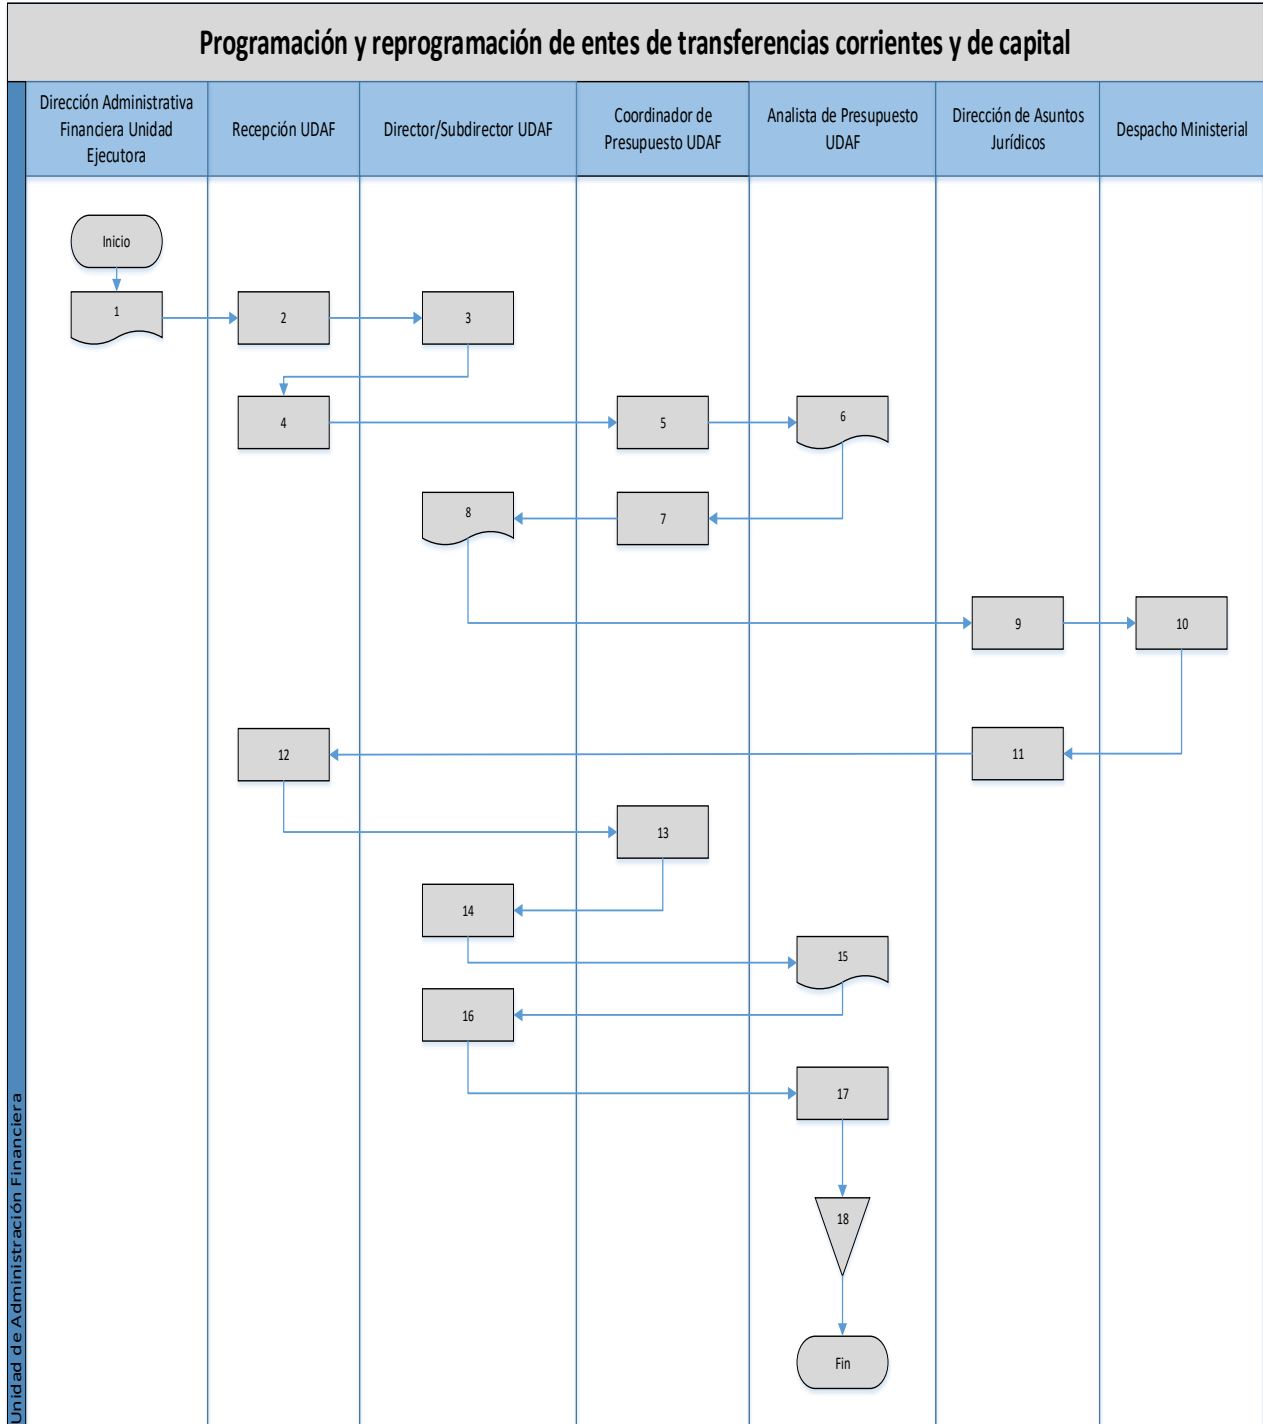 Programación y reprogramación de entes de transferencias corrientes y de capital
Dirección Administrativa
Financiera Unidad
Ejecutora
Recepción UDAF
Director/Subdirector UDAF
Coordinador de
Presupuesto UDAF
Analista de Presupuesto
UDAF
Dirección de Asuntos
Jurídicos
Despacho Ministerial
Unidad de Administración Financiera
Inicio
1
2
3
4
5
6
7
8
9
10
11
12
13
14
15
16
17
18
Fin